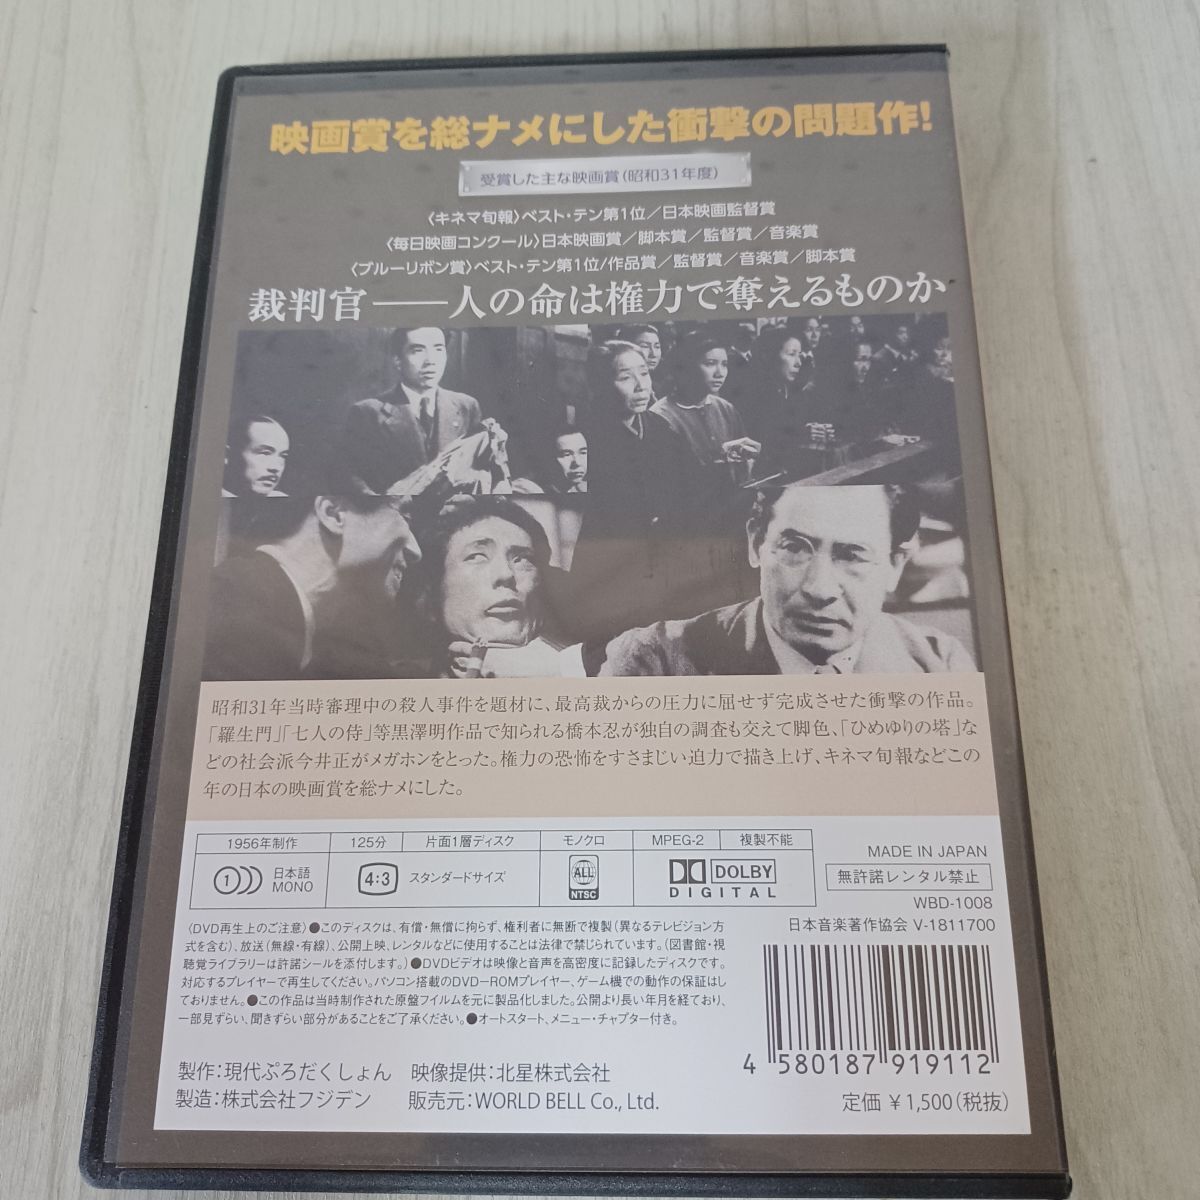 映画賞を総ナメにした衝撃の問題作!
受賞した主な映画賞(昭和31年度)
〈キネマ旬報〉ベスト・テン第1位／日本映画監督賞
〈毎日映画コンクール〉日本映画賞／脚本賞／監督賞／音楽賞
〈ブルーリボン賞〉ベスト・テン第1位/作品賞／監督賞／音楽賞／脚本賞
裁判官――人の命は権力で奪えるものか
昭和31年当時審理中の殺人事件を題材に、最高裁からの圧力に屈せず完成させた衝撃の作品。
「羅生門」「七人の侍」等黒澤明作品で知られる橋本忍が独自の調査も交えて脚色、「ひめゆりの塔」な
どの社会派今井正がメガホンをとった。権力の恐怖をすさまじい迫力で描き上げ、キネマ旬報などこの
年の日本の映画賞を総ナメにした。
1956年制作 125分 片面1層ディスク モノクロ MPEG-2 複製不能
1 日本語 MONO 4:3 スタンダードサイズ ALL NTSC DOLBY DIGITAL
MADE IN JAPAN
無許諾レンタル禁止
WBD-1008
日本音楽著作協会 V-1811700
〈DVD再生上のご注意〉●このディスクは、有償・無償に拘らず、権利者に無断で複製(異なるテレビジョン方
式を含む)、放送(無線・有線)、公開上映、レンタルなどに使用することは法律で禁じられています。(図書館・視
聴覚ライブラリーは許諾シールを添付します。)●DVDビデオは映像と音声を高密度に記録したディスクです。
対応するプレイヤーで再生してください。パソコン搭載のDVD-ROMプレイヤー、ゲーム機での動作の保証はし
ておりません。●この作品は当時制作された原盤フイルムを元に製品化しました。公開より長い年月を経ており、
一部見ずらい、聞きずらい部分があることをご了承ください。●オートスタート、メニュー・チャプター付き。
製作:現代ぷろだくしょん 映像提供:北星株式会社
製造:株式会社フジデン 販売元:WORLD BELL Co., Ltd.
4 580187 919112
定価 ¥1,500(税抜)